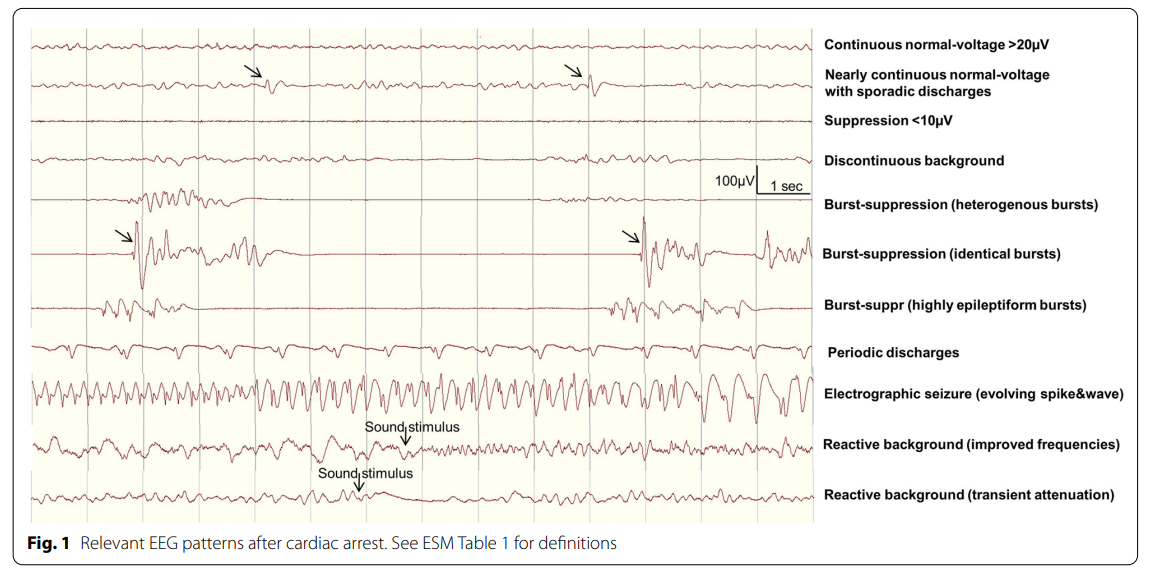 Continuous normal-voltage >20µV
Nearly continuous normal-voltage
with sporadic discharges
Suppression <10µV
Discontinuous background
100µV
1 sec
Burst-suppression (heterogenous bursts)
Burst-suppression (identical bursts)
Burst-suppr (highly epileptiform bursts)
Periodic discharges
Electrographic seizure (evolving spike&wave)
Sound stimulus
Reactive background (improved frequencies)
Sound stimulus
Reactive background (transient attenuation)
Fig. 1 Relevant EEG patterns after cardiac arrest. See ESM Table 1 for definitions